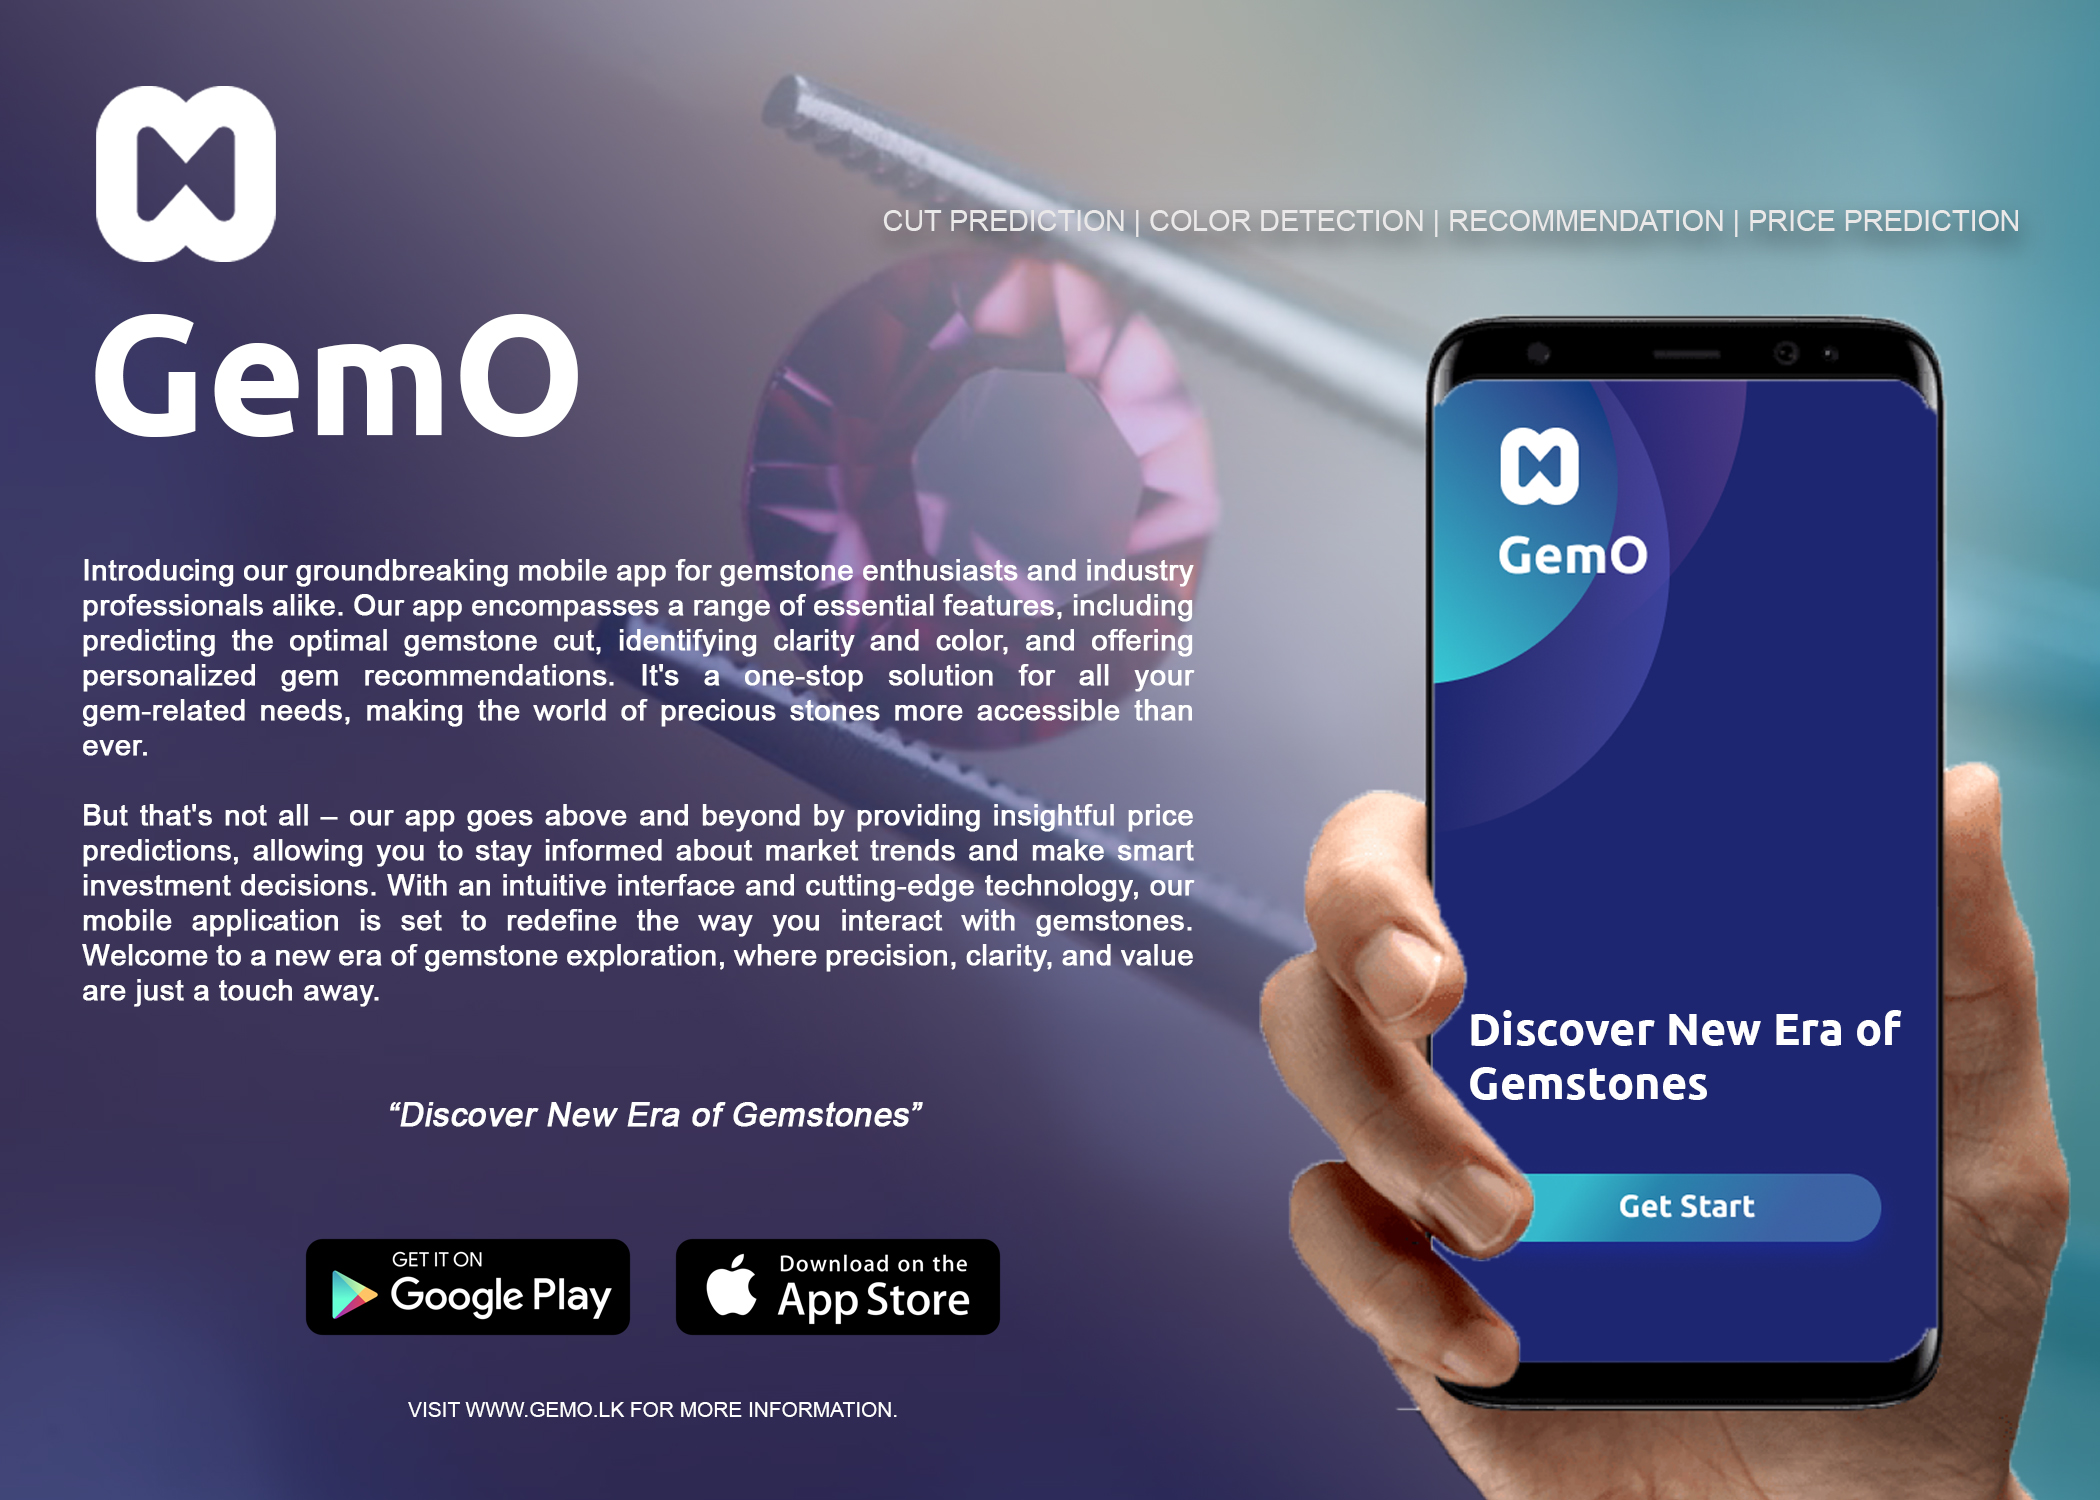 GemO
CUT PREDICTION | COLOR DETECTION | RECOMMENDATION | PRICE PREDICTION
Introducing our groundbreaking mobile app for gemstone enthusiasts and industry
professionals alike. Our app encompasses a range of essential features, including
predicting the optimal gemstone cut, identifying clarity and color, and offering
personalized gem recommendations. It's a one-stop solution for all your
gem-related needs, making the world of precious stones more accessible than
ever.
But that's not all – our app goes above and beyond by providing insightful price
predictions, allowing you to stay informed about market trends and make smart
investment decisions. With an intuitive interface and cutting-edge technology, our
mobile application is set to redefine the way you interact with gemstones.
Welcome to a new era of gemstone exploration, where precision, clarity, and value
are just a touch away.
“Discover New Era of Gemstones”
GET IT ON
Google Play
Download on the
App Store
VISIT WWW.GEMO.LK FOR MORE INFORMATION.
GemO
Discover New Era of
Gemstones
Get Start